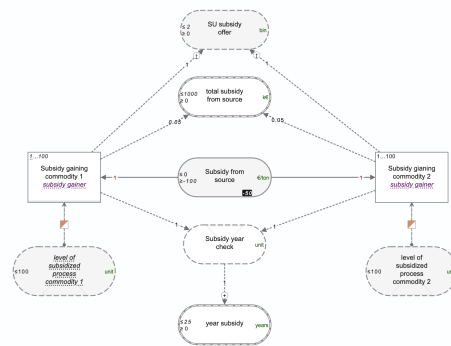 ≤ 2
≥ 0
SU subsidy
offer
bin
1
1
≤1000
≥ 0
total subsidy
from source
k€
0.05
0.05
1...100
Subsidy gaining
commodity 1
subsidy gainer
1
≤ 0
≥-100
Subsidy from
source
€/ton
-50
1
1...100
Subsidy gianing
commodity 2
subsidy gainer
1
1
Subsidy year
check
unit
≤100
level of
subsidized
process
commodity 1
unit
≤100
level of
subsidized
process
commodity 2
unit
1
≤25
≥ 0
year subsidy
years